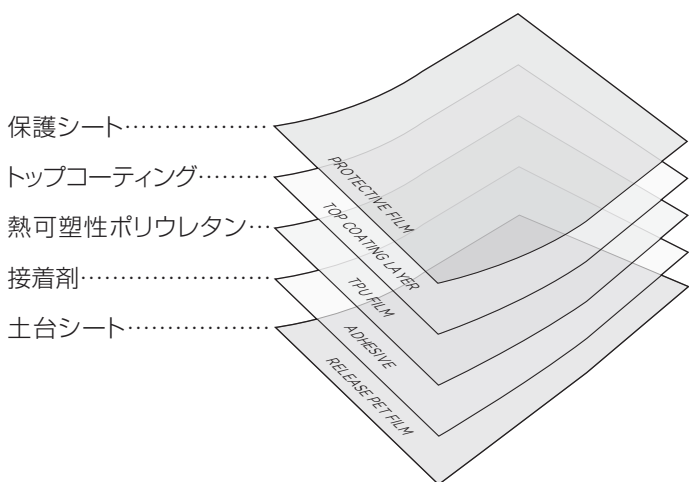 保護シート………………
PROTECTIVE FILM
トップコーティング………
TOP COATING LAYER
熱可塑性ポリウレタン…
TPU FILM
接着剤………………………
ADHESIVE
土台シート………………
RELEASE PET FILM